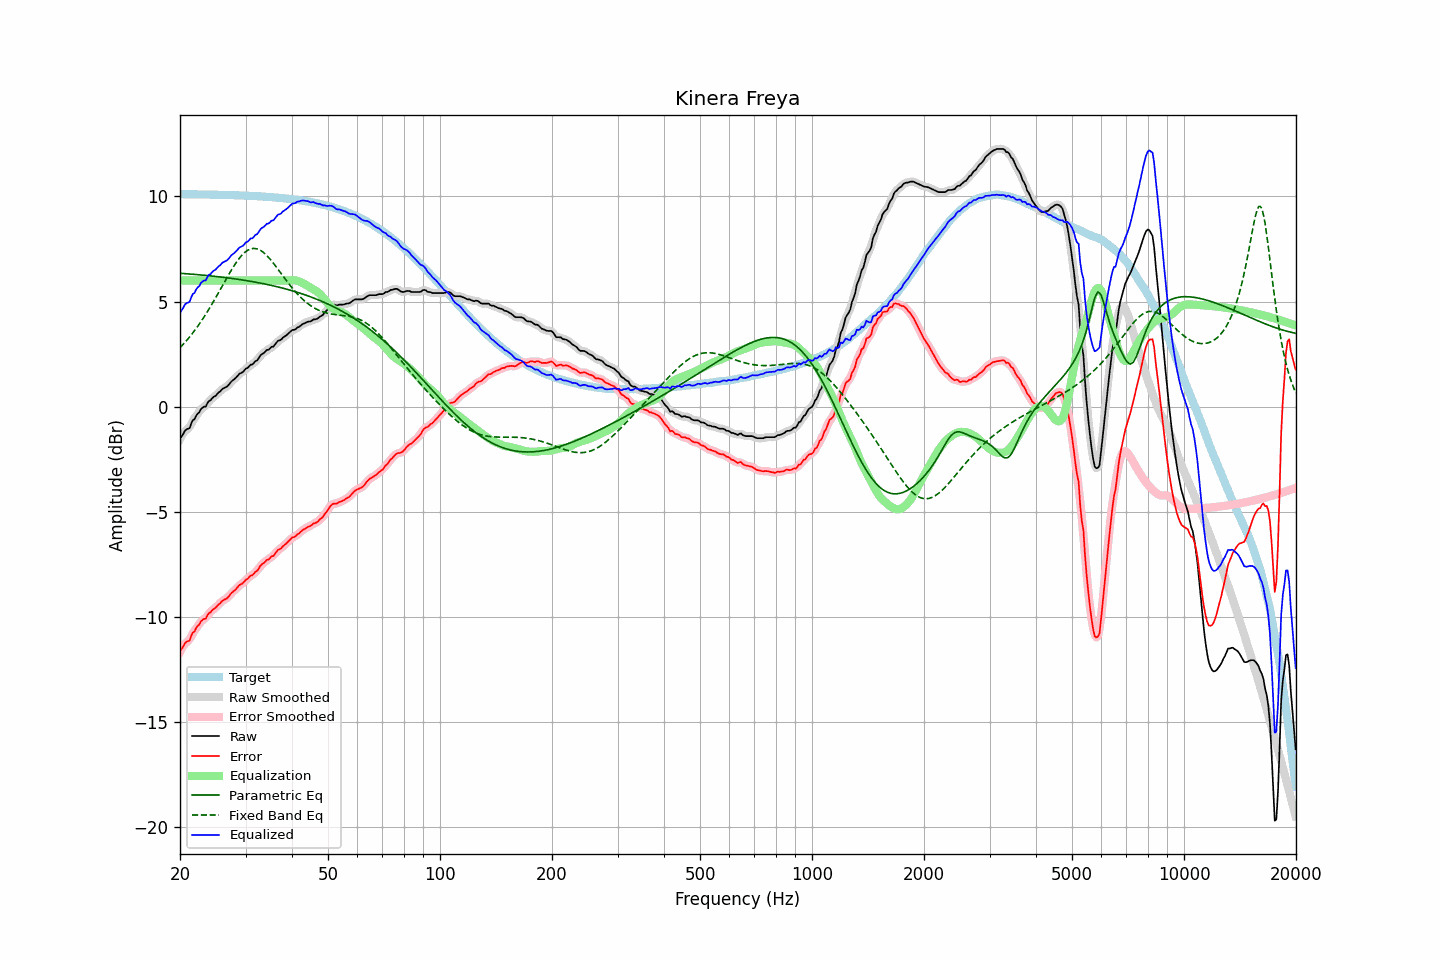 Kinera Freya
Amplitude (dBr)
10
5
0
−5
−10
−15
−20
Target
Raw Smoothed
Error Smoothed
Raw
Error
Equalization
Parametric Eq
Fixed Band Eq
Equalized
20 50 100 200 500 1000 2000 5000 10000 20000
Frequency (Hz)